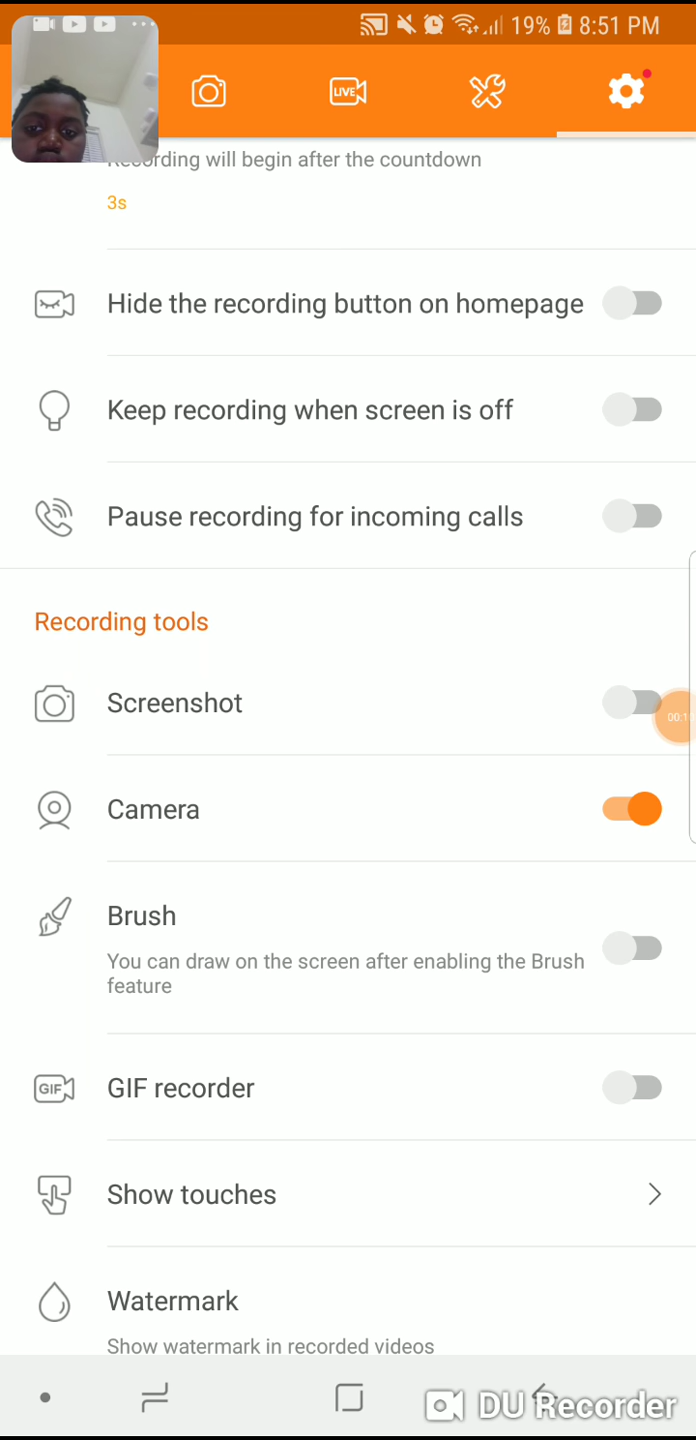 19% 8:51 PM
LIVE
Recording will begin after the countdown
3s
Hide the recording button on homepage
Keep recording when screen is off
Pause recording for incoming calls
Recording tools
Screenshot
Camera
Brush
You can draw on the screen after enabling the Brush
feature
GIF
GIF recorder
Show touches
Watermark
Show watermark in recorded videos
DU Recorder